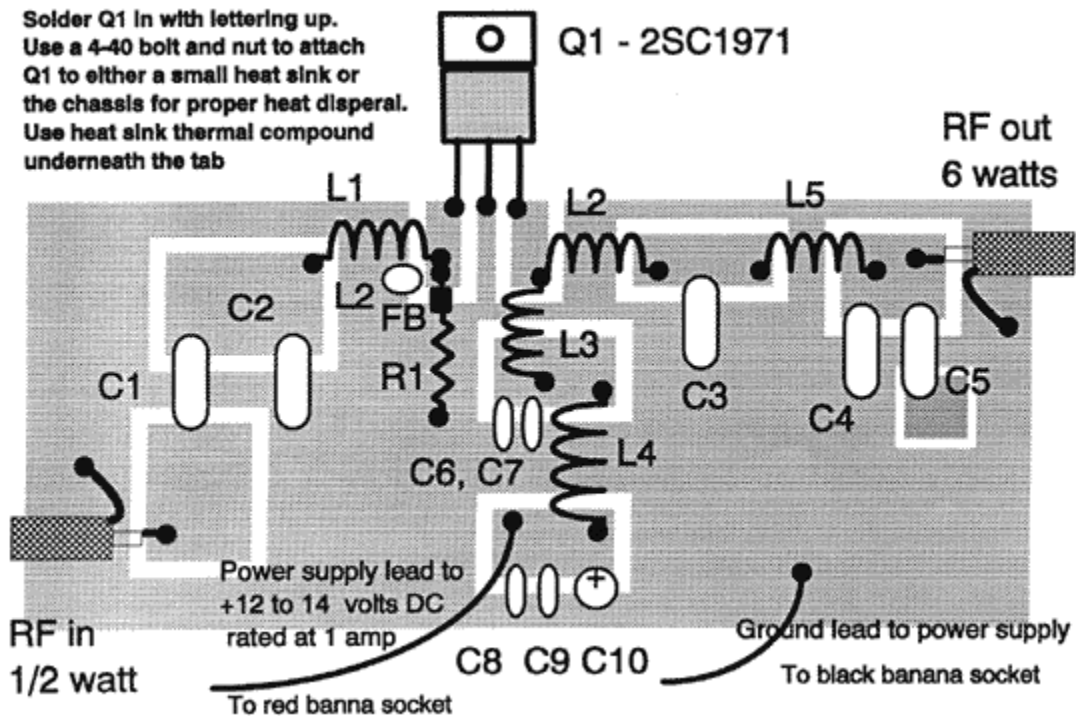 Solder Q1 in with lettering up.
Use a 4-40 bolt and nut to attach
Q1 to either a small heat sink or
the chassis for proper heat disperal.
Use heat sink thermal compound
underneath the tab
Q1 - 2SC1971
RF out
6 watts
L1
L2
L5
C2
L2
FB
L3
C1
R1
C3
C5
C4
L4
C6, C7
Power supply lead to
+12 to 14 volts DC
rated at 1 amp
+
RF in
1/2 watt
Ground lead to power supply
C8 C9 C10
To black banana socket
To red banna socket